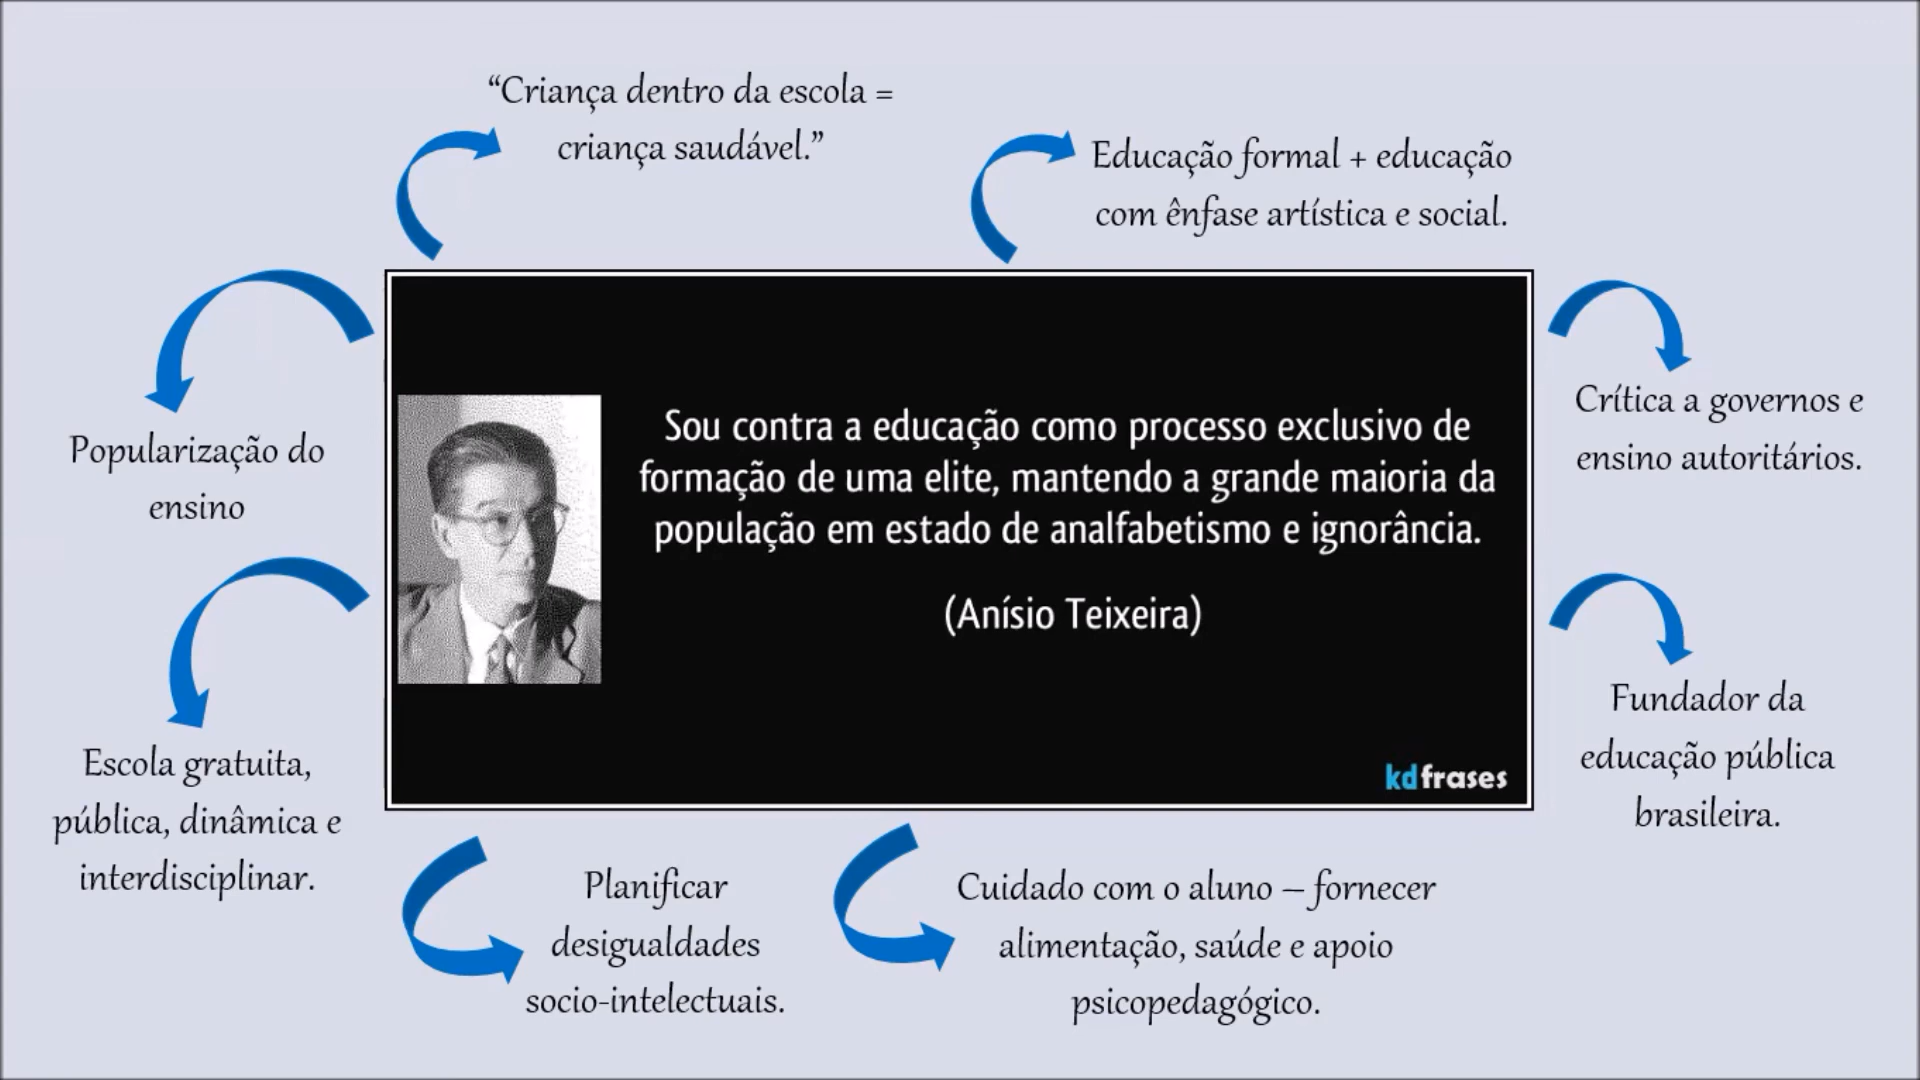 “Criança dentro da escola =
criança saudável.”
Educação formal + educação
com ênfase artística e social.
Popularização do
ensino
Sou contra a educação como processo exclusivo de
formação de uma elite, mantendo a grande maioria da
população em estado de analfabetismo e ignorância.
(Anísio Teixeira)
kdfrases
Crítica a governos e
ensino autoritários.
Escola gratuita,
pública, dinâmica e
interdisciplinar.
Fundador da
educação pública
brasileira.
Planificar
desigualdades
socio-intelectuais.
Cuidado com o aluno – fornecer
alimentação, saúde e apoio
psicopedagógico.